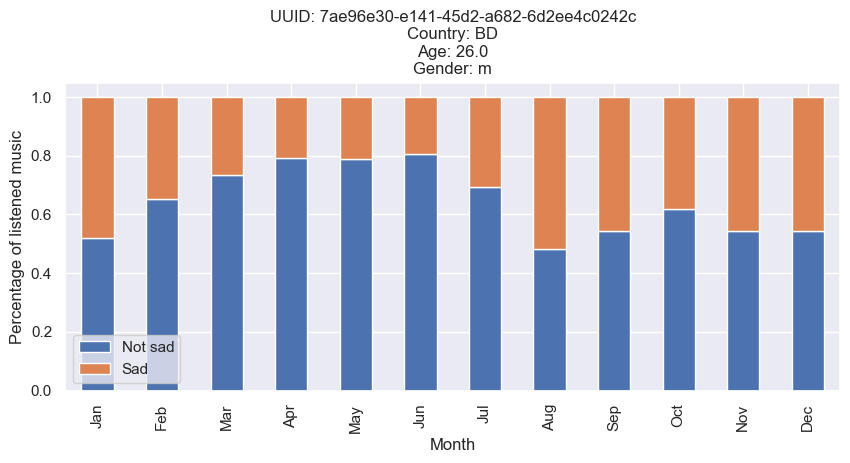 UUID: 7ae96e30-e141-45d2-a682-6d2ee4c0242c
Country: BD
Age: 26.0
Gender: m
Percentage of listened music
1.0
0.8
0.6
0.4
0.2
0.0
Not sad
Sad
Jan
Feb
Mar
Apr
May
Jun
Jul
Aug
Sep
Oct
Nov
Dec
Month